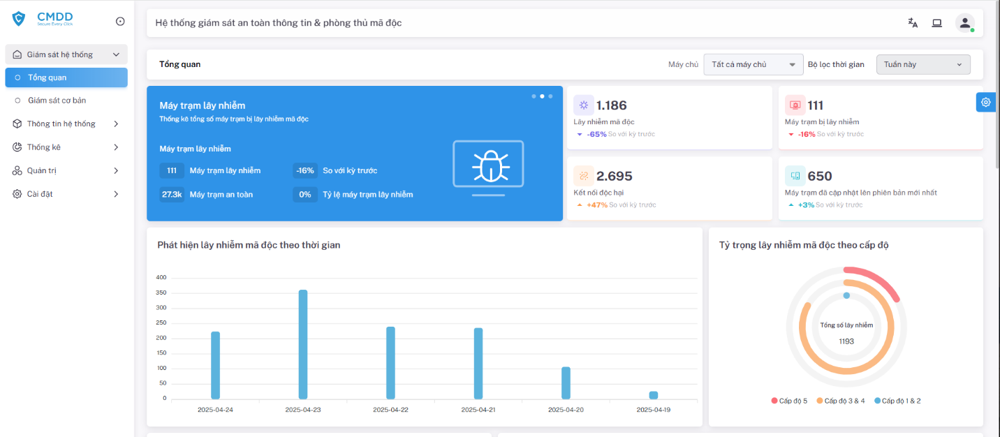 CMDD
Secure Every Click
Hệ thống giám sát an toàn thông tin & phòng thủ mã độc
Giám sát hệ thống
Tổng quan
Giám sát cơ bản
Thông tin hệ thống
Thống kê
Quản trị
Cài đặt
Tổng quan
Máy chủ
Tất cả máy chủ
Bộ lọc thời gian
Tuần này
Máy trạm lây nhiễm
Thống kê tổng số máy trạm bị lây nhiễm mã độc
Máy trạm lây nhiễm
111 Máy trạm lây nhiễm
-16% So với kỳ trước
27.3k Máy trạm an toàn
0% Tỷ lệ máy trạm lây nhiễm
1.186
Lây nhiễm mã độc
-65% So với kỳ trước
111
Máy trạm bị lây nhiễm
-16% So với kỳ trước
2.695
Kết nối độc hại
+47% So với kỳ trước
650
Máy trạm đã cập nhật lên phiên bản mới nhất
+3% So với kỳ trước
Phát hiện lây nhiễm mã độc theo thời gian
400
350
300
250
200
150
100
50
0
2025-04-24
2025-04-23
2025-04-22
2025-04-21
2025-04-20
2025-04-19
Tỷ trọng lây nhiễm mã độc theo cấp độ
Tổng số lây nhiễm
1193
Cấp độ 5
Cấp độ 3 & 4
Cấp độ 1 & 2